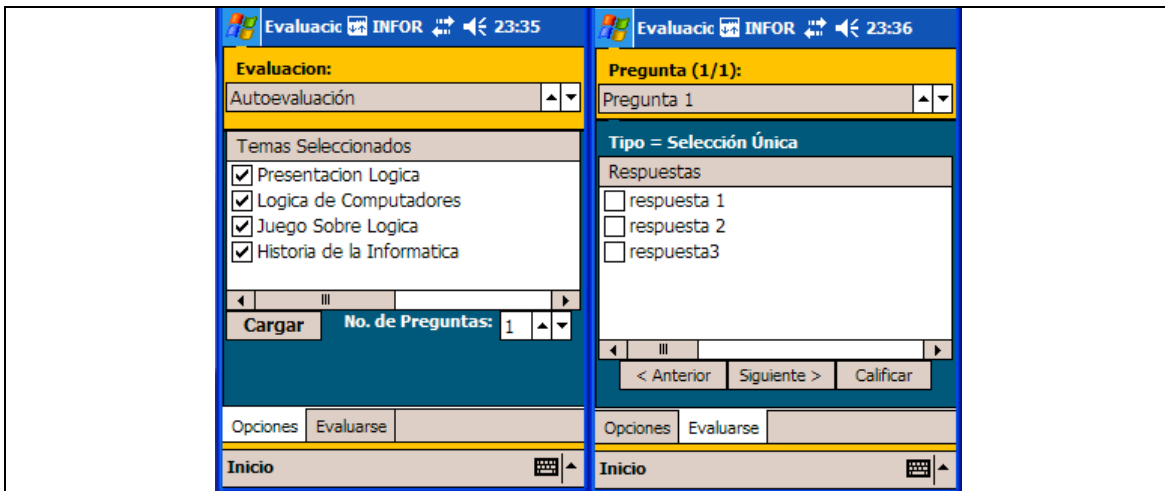 Evaluacic INFOR 23:35
Evaluacion:
Autoevaluación
Temas Seleccionados
Presentacion Logica
Logica de Computadores
Juego Sobre Logica
Historia de la Informatica
Cargar No. de Preguntas: 1
Opciones Evaluarse
Inicio
Evaluacic INFOR 23:36
Pregunta (1/1):
Pregunta 1
Tipo = Selección Única
Respuestas
respuesta 1
respuesta 2
respuesta3
< Anterior Siguiente > Calificar
Opciones Evaluarse
Inicio